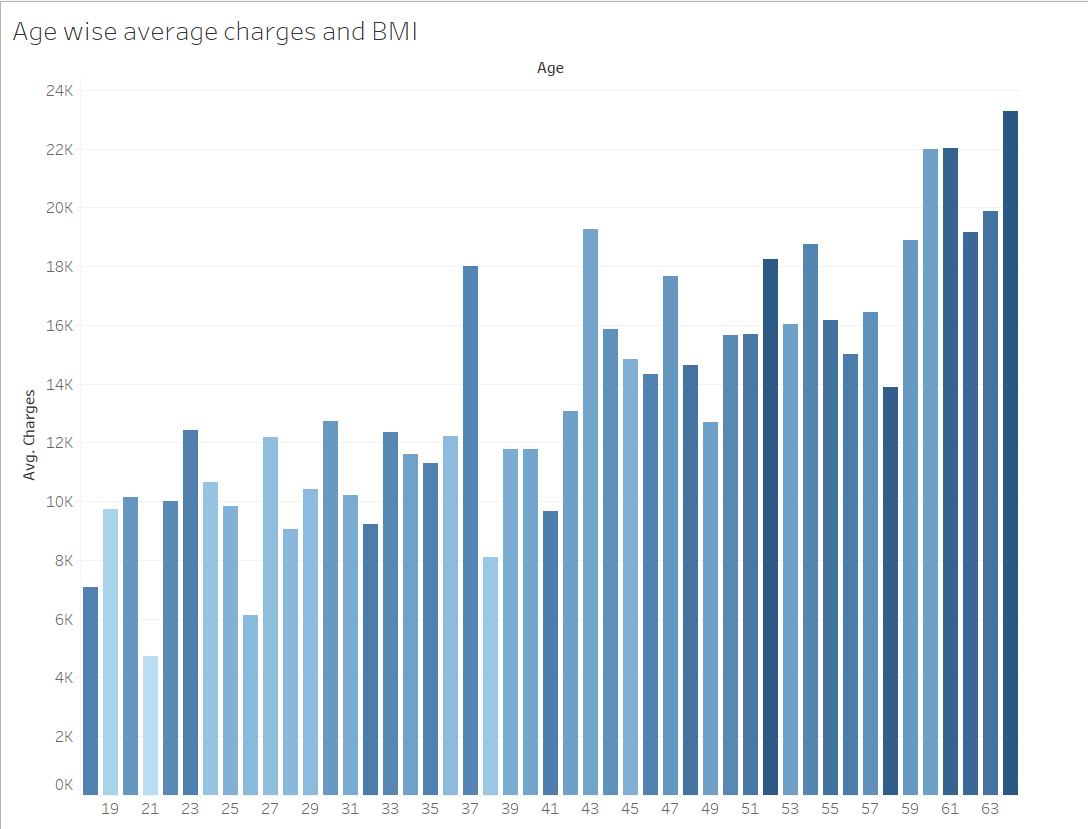 Age wise average charges and BMI
Age
24K
22K
20K
18K
16K
14K
12K
10K
8K
6K
4K
2K
0K
Avg. Charges
19 21 23 25 27 29 31 33 35 37 39 41 43 45 47 49 51 53 55 57 59 61 63